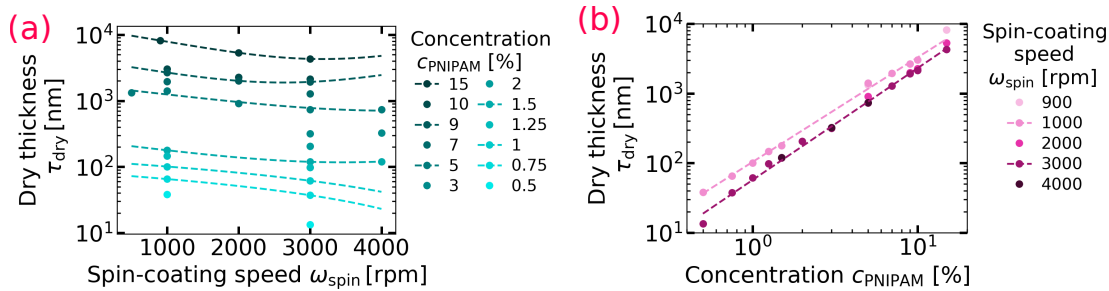 (a)
Dry thickness
τdry [nm]
10⁴
10³
10²
10¹
1000 2000 3000 4000
Spin-coating speed ωspin [rpm]
Concentration
cPNIPAM [%]
15 2
10 1.5
9 1.25
7 1
5 0.75
3 0.5
(b)
Dry thickness
τdry [nm]
10⁴
10³
10²
10¹
10⁰ 10¹
Concentration cPNIPAM [%]
Spin-coating
speed
ωspin [rpm]
900
1000
2000
3000
4000